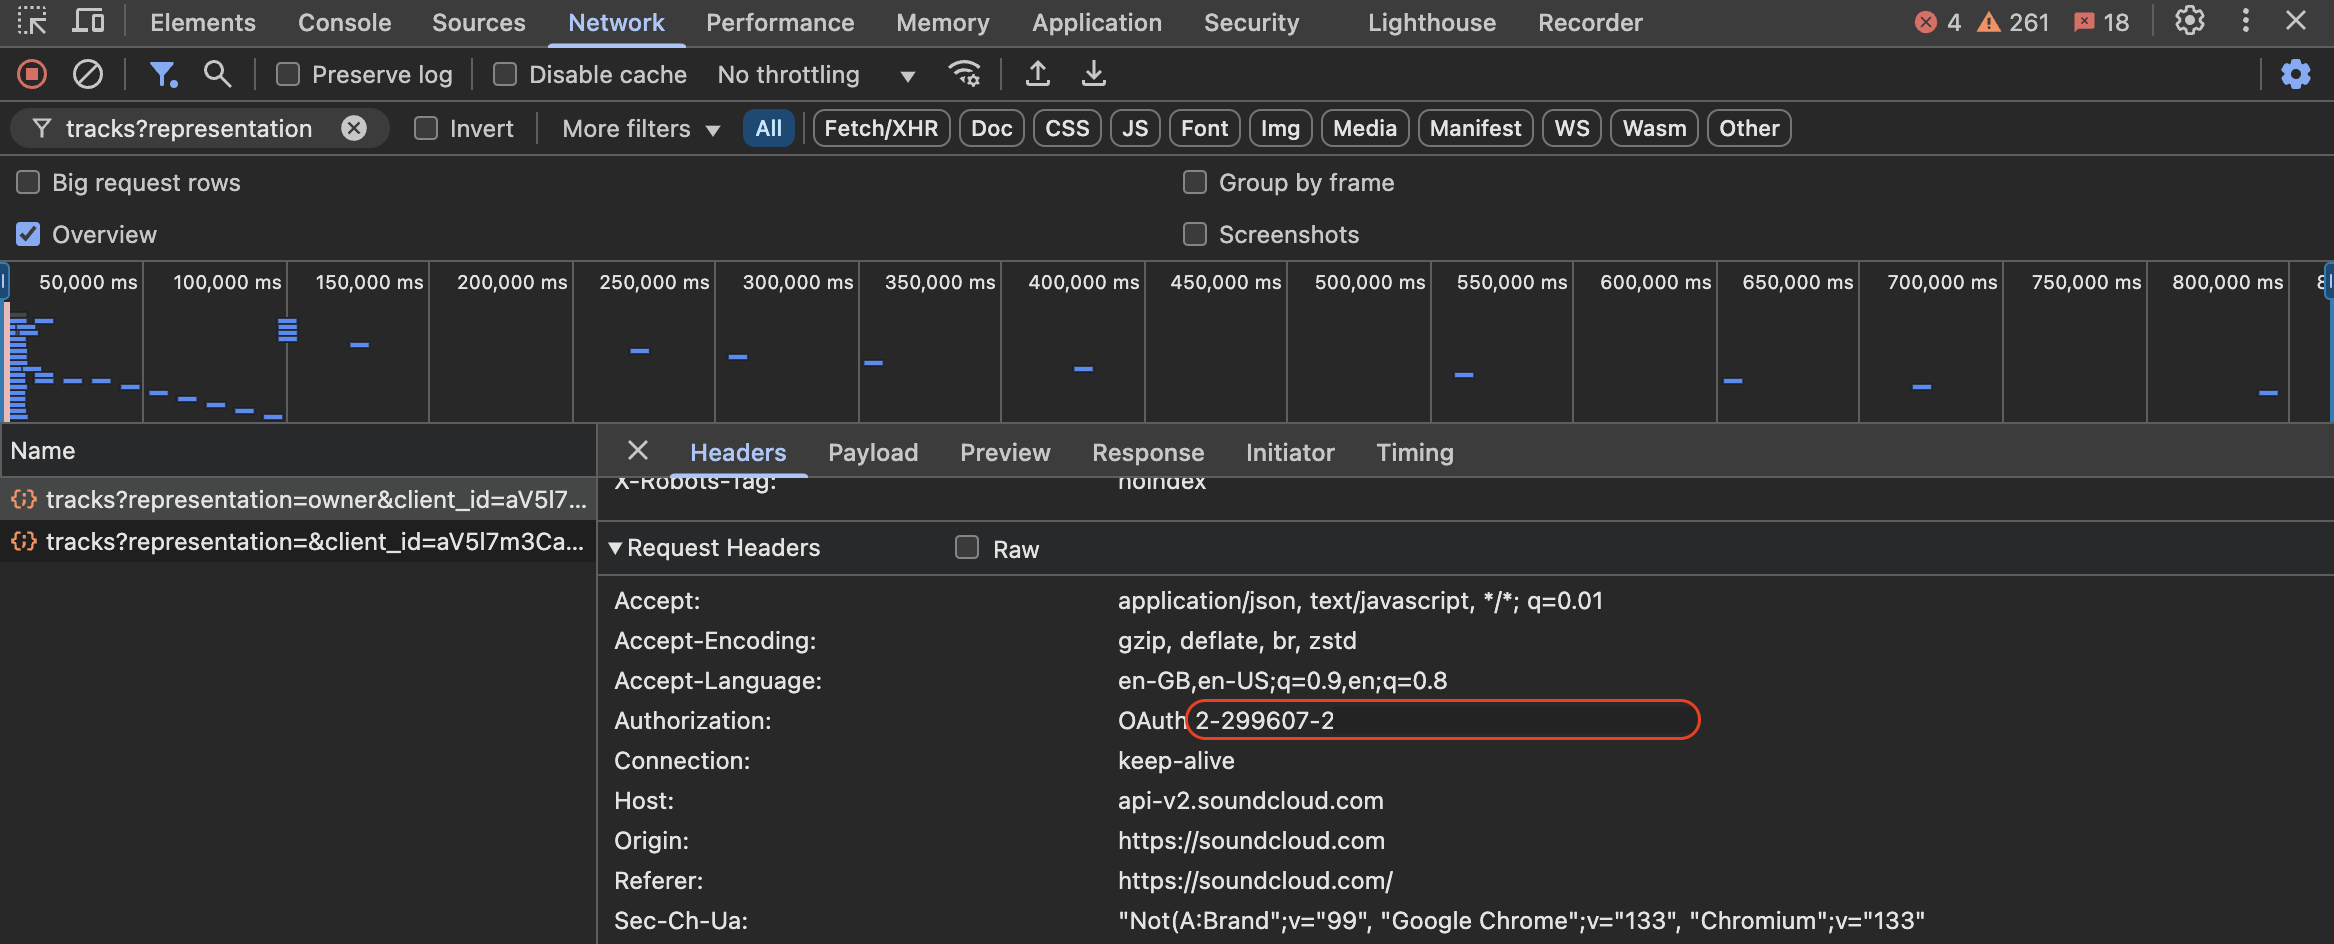 Elements Console Sources Network Performance Memory Application Security Lighthouse Recorder 4 261 18
Preserve log Disable cache No throttling
tracks?representation Invert More filters All Fetch/XHR Doc CSS JS Font Img Media Manifest WS Wasm Other
Big request rows Group by frame
Overview Screenshots
50,000 ms 100,000 ms 150,000 ms 200,000 ms 250,000 ms 300,000 ms 350,000 ms 400,000 ms 450,000 ms 500,000 ms 550,000 ms 600,000 ms 650,000 ms 700,000 ms 750,000 ms 800,000 ms
Name Headers Payload Preview Response Initiator Timing
X-Robots-Tag: noindex
tracks?representation=owner&client_id=aV5l7...
tracks?representation=&client_id=aV5l7m3Ca...
Request Headers Raw
Accept: application/json, text/javascript, */*; q=0.01
Accept-Encoding: gzip, deflate, br, zstd
Accept-Language: en-GB,en-US;q=0.9,en;q=0.8
Authorization: OAuth 2-299607-2
Connection: keep-alive
Host: api-v2.soundcloud.com
Origin: https://soundcloud.com
Referer: https://soundcloud.com/
Sec-Ch-Ua: "Not(A:Brand";v="99", "Google Chrome";v="133", "Chromium";v="133"